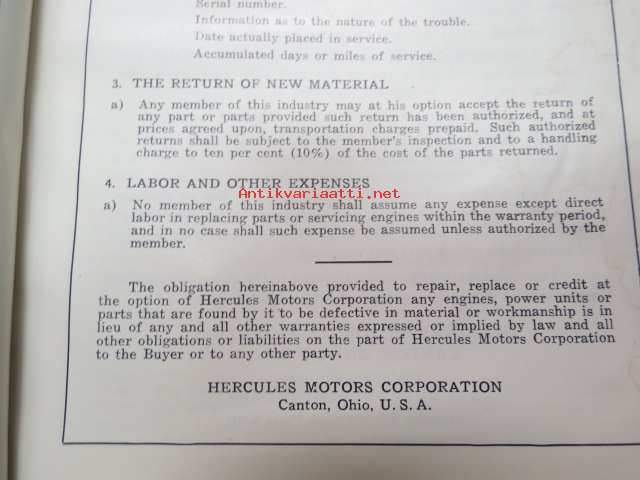 Serial number.
Information as to the nature of the trouble.
Date actually placed in service.
Accumulated days or miles of service.
3. THE RETURN OF NEW MATERIAL
a) Any member of this industry may at his option accept the return of
any part or parts provided such return has been authorized, and at
prices agreed upon, transportation charges prepaid. Such authorized
returns shall be subject to the member's inspection and to a handling
charge to ten per cent (10%) of the cost of the parts returned.
4. LABOR AND OTHER EXPENSES
Antikvariaatti.net
a) No member of this industry shall assume any expense except direct
labor in replacing parts or servicing engines within the warranty period,
and in no case shall such expense be assumed unless authorized by the
member.
The obligation hereinabove provided to repair, replace or credit at
the option of Hercules Motors Corporation any engines, power units or
parts that are found by it to be defective in material or workmanship is in
lieu of any and all other warranties expressed or implied by law and all
other obligations or liabilities on the part of Hercules Motors Corporation
to the Buyer or to any other party.
HERCULES MOTORS CORPORATION
Canton, Ohio, U. S. A.